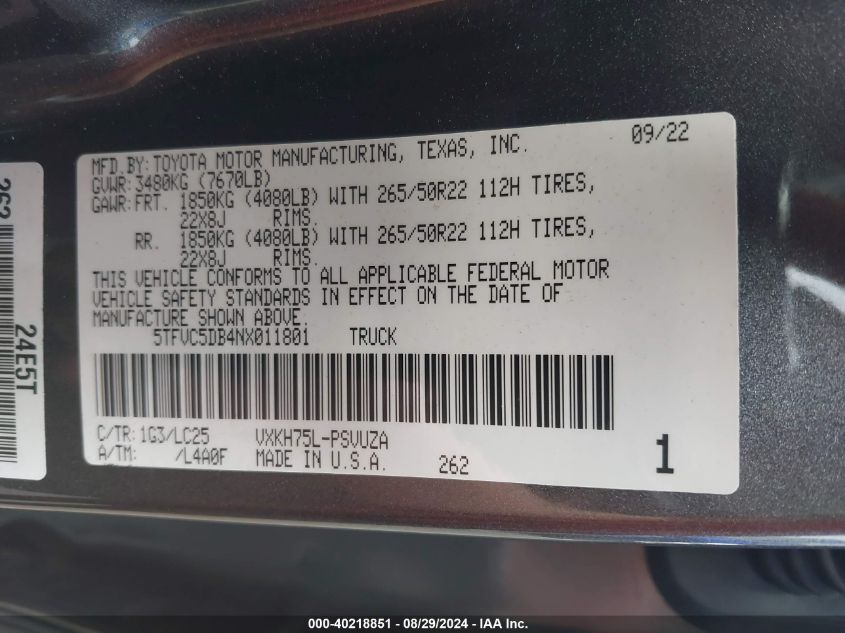 09/22
MFD.BY:TOYOTA MOTOR MANUFACTURING, TEXAS, INC.
GVWR:3480KG (7670LB)
GAWR:FRT. 1850KG (4080LB) WITH 265/50R22 112H TIRES,
22X8J RIMS.
RR. 1850KG (4080LB) WITH 265/50R22 112H TIRES,
22X8J RIMS.
THIS VEHICLE CONFORMS TO ALL APPLICABLE FEDERAL MOTOR
VEHICLE SAFETY STANDARDS IN EFFECT ON THE DATE OF
MANUFACTURE SHOWN ABOVE.
5TFVC5DB4NX011801 TRUCK
C/TR: 1G3/LC25 VXKH75L-PSVUZA
A/TM: /L4A0F MADE IN U.S.A. 262 1
262
24E5T
000-40218851 - 08/29/2024 - IAA Inc.